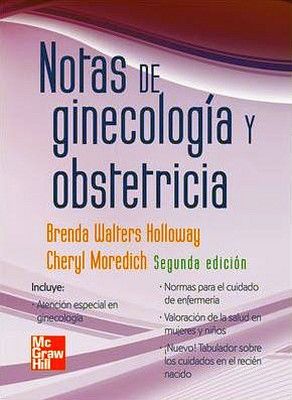 Notas DE
ginecología Y
obstetricia
Brenda Walters Holloway
Cheryl Moredich Segunda edición
Incluye:
• Atención especial en
ginecología
• Normas para el cuidado
de enfermería
• Valoración de la salud en
mujeres y niños
• ¡Nuevo! Tabulador sobre
los cuidados en el recién
nacido
Mc
Graw
Hill